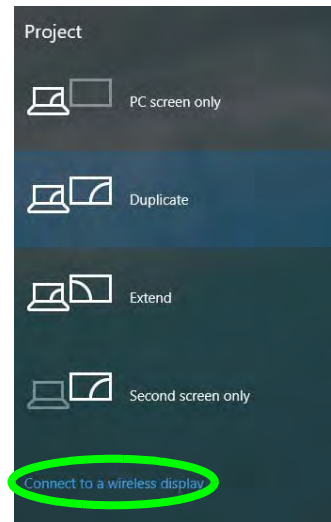 Project
PC screen only
Duplicate
Extend
Second screen only
Connect to a wireless display